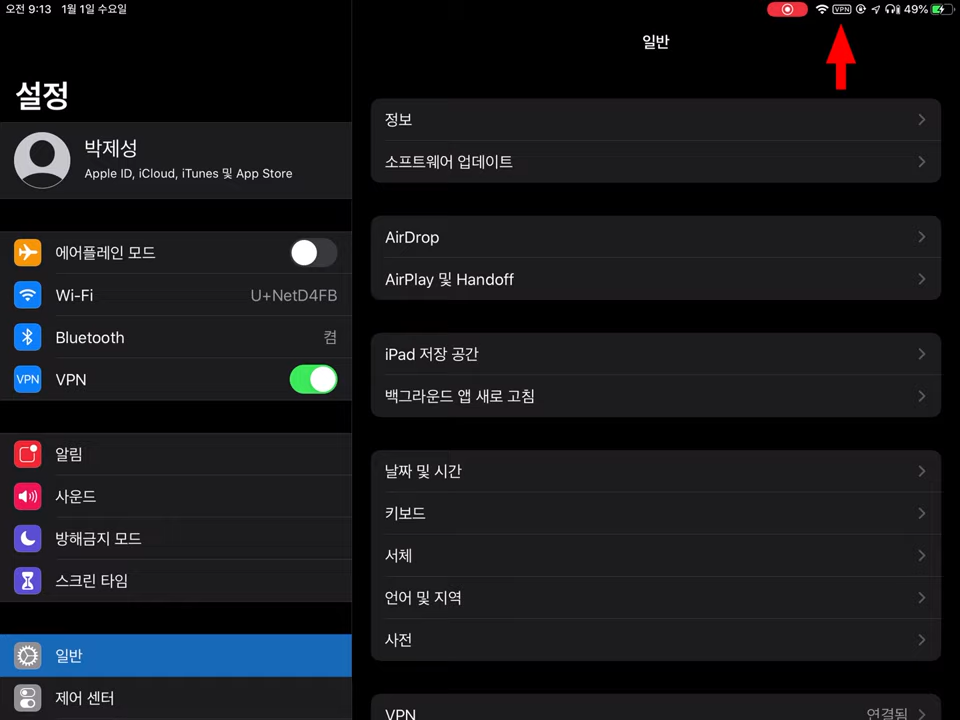 오전 9:13 1월 1일 수요일
VPN 49%
설정
박제성
Apple ID, iCloud, iTunes 및 App Store
에어플레인 모드
Wi-Fi U+NetD4FB
Bluetooth 켬
VPN VPN
알림
사운드
방해금지 모드
스크린 타임
일반
제어 센터
일반
정보
소프트웨어 업데이트
AirDrop
AirPlay 및 Handoff
iPad 저장 공간
백그라운드 앱 새로 고침
날짜 및 시간
키보드
서체
언어 및 지역
사전
VPN 연결됨